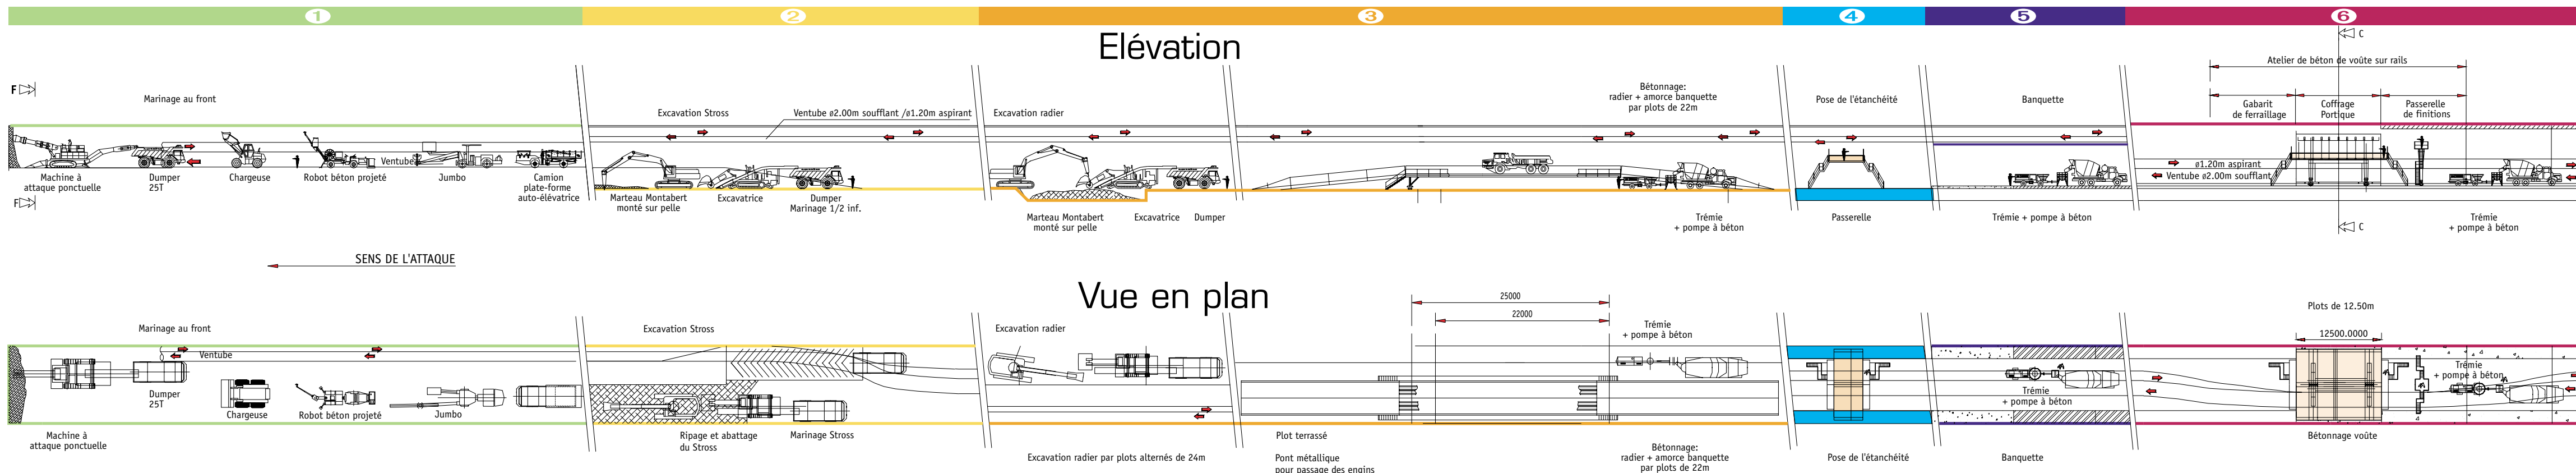 1 2 3 4 5 6
Elévation
C
Atelier de béton de voûte sur rails
F
Marinage au front
Excavation Stross
Ventube ø2.00m soufflant /ø1.20m aspirant
Excavation radier
Bétonnage:
radier + amorce banquette
par plots de 22m
Pose de l'étanchéité
Banquette
Gabarit
de ferraillage
Coffrage
Portique
Passerelle
de finitions
Ventube
ø1.20m aspirant
Ventube ø2.00m soufflant
Machine à
attaque ponctuelle
Dumper
25T
Chargeuse
Robot béton projeté
Jumbo
Camion
plate-forme
auto-élévatrice
Marteau Montabert
monté sur pelle
Excavatrice
Dumper
Marinage 1/2 inf.
F
Marteau Montabert
monté sur pelle
Excavatrice
Dumper
Trémie
+ pompe à béton
Passerelle
Trémie + pompe à béton
C
Trémie
+ pompe à béton
SENS DE L'ATTAQUE
Vue en plan
25000
22000
Plots de 12.50m
12500.0000
Marinage au front
Ventube
Excavation Stross
Excavation radier
Trémie
+ pompe à béton
Dumper
25T
Chargeuse
Robot béton projeté
Jumbo
Trémie
+ pompe à béton
Trémie
+ pompe à béton
Machine à
attaque ponctuelle
Ripage et abattage
du Stross
Marinage Stross
Plot terrassé
Bétonnage voûte
Excavation radier par plots alternés de 24m
Pont métallique
pour passage des engins
Bétonnage:
radier + amorce banquette
par plots de 22m
Pose de l'étanchéité
Banquette